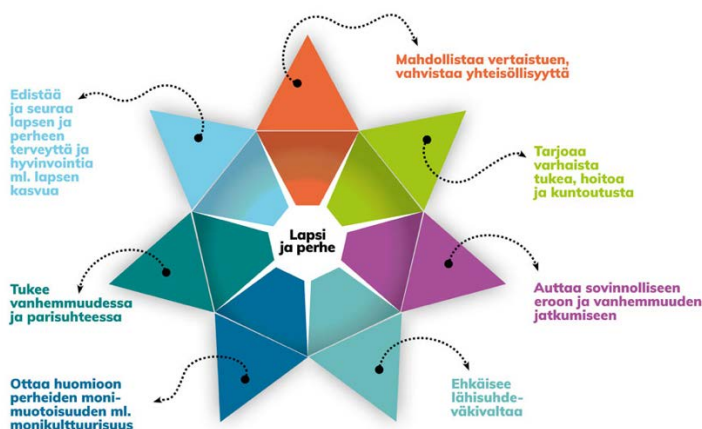 Mahdollistaa vertaistuen,
vahvistaa yhteisöllisyyttä
Edistää
ja seuraa
lapsen ja
perheen
terveyttä ja
hyvinvointia
ml. lapsen
kasvua
Tarjoaa
varhaista
tukea, hoitoa
ja kuntoutusta
Lapsi
ja perhe
Tukee
vanhemmuudessa
ja parisuhteessa
Auttaa sovinnolliseen
eroon ja vanhemmuuden
jatkumiseen
Ottaa huomioon
perheiden moni-
muotoisuuden ml.
monikulttuurisuus
Ehkäisee
lähisuhde-
väkivaltaa